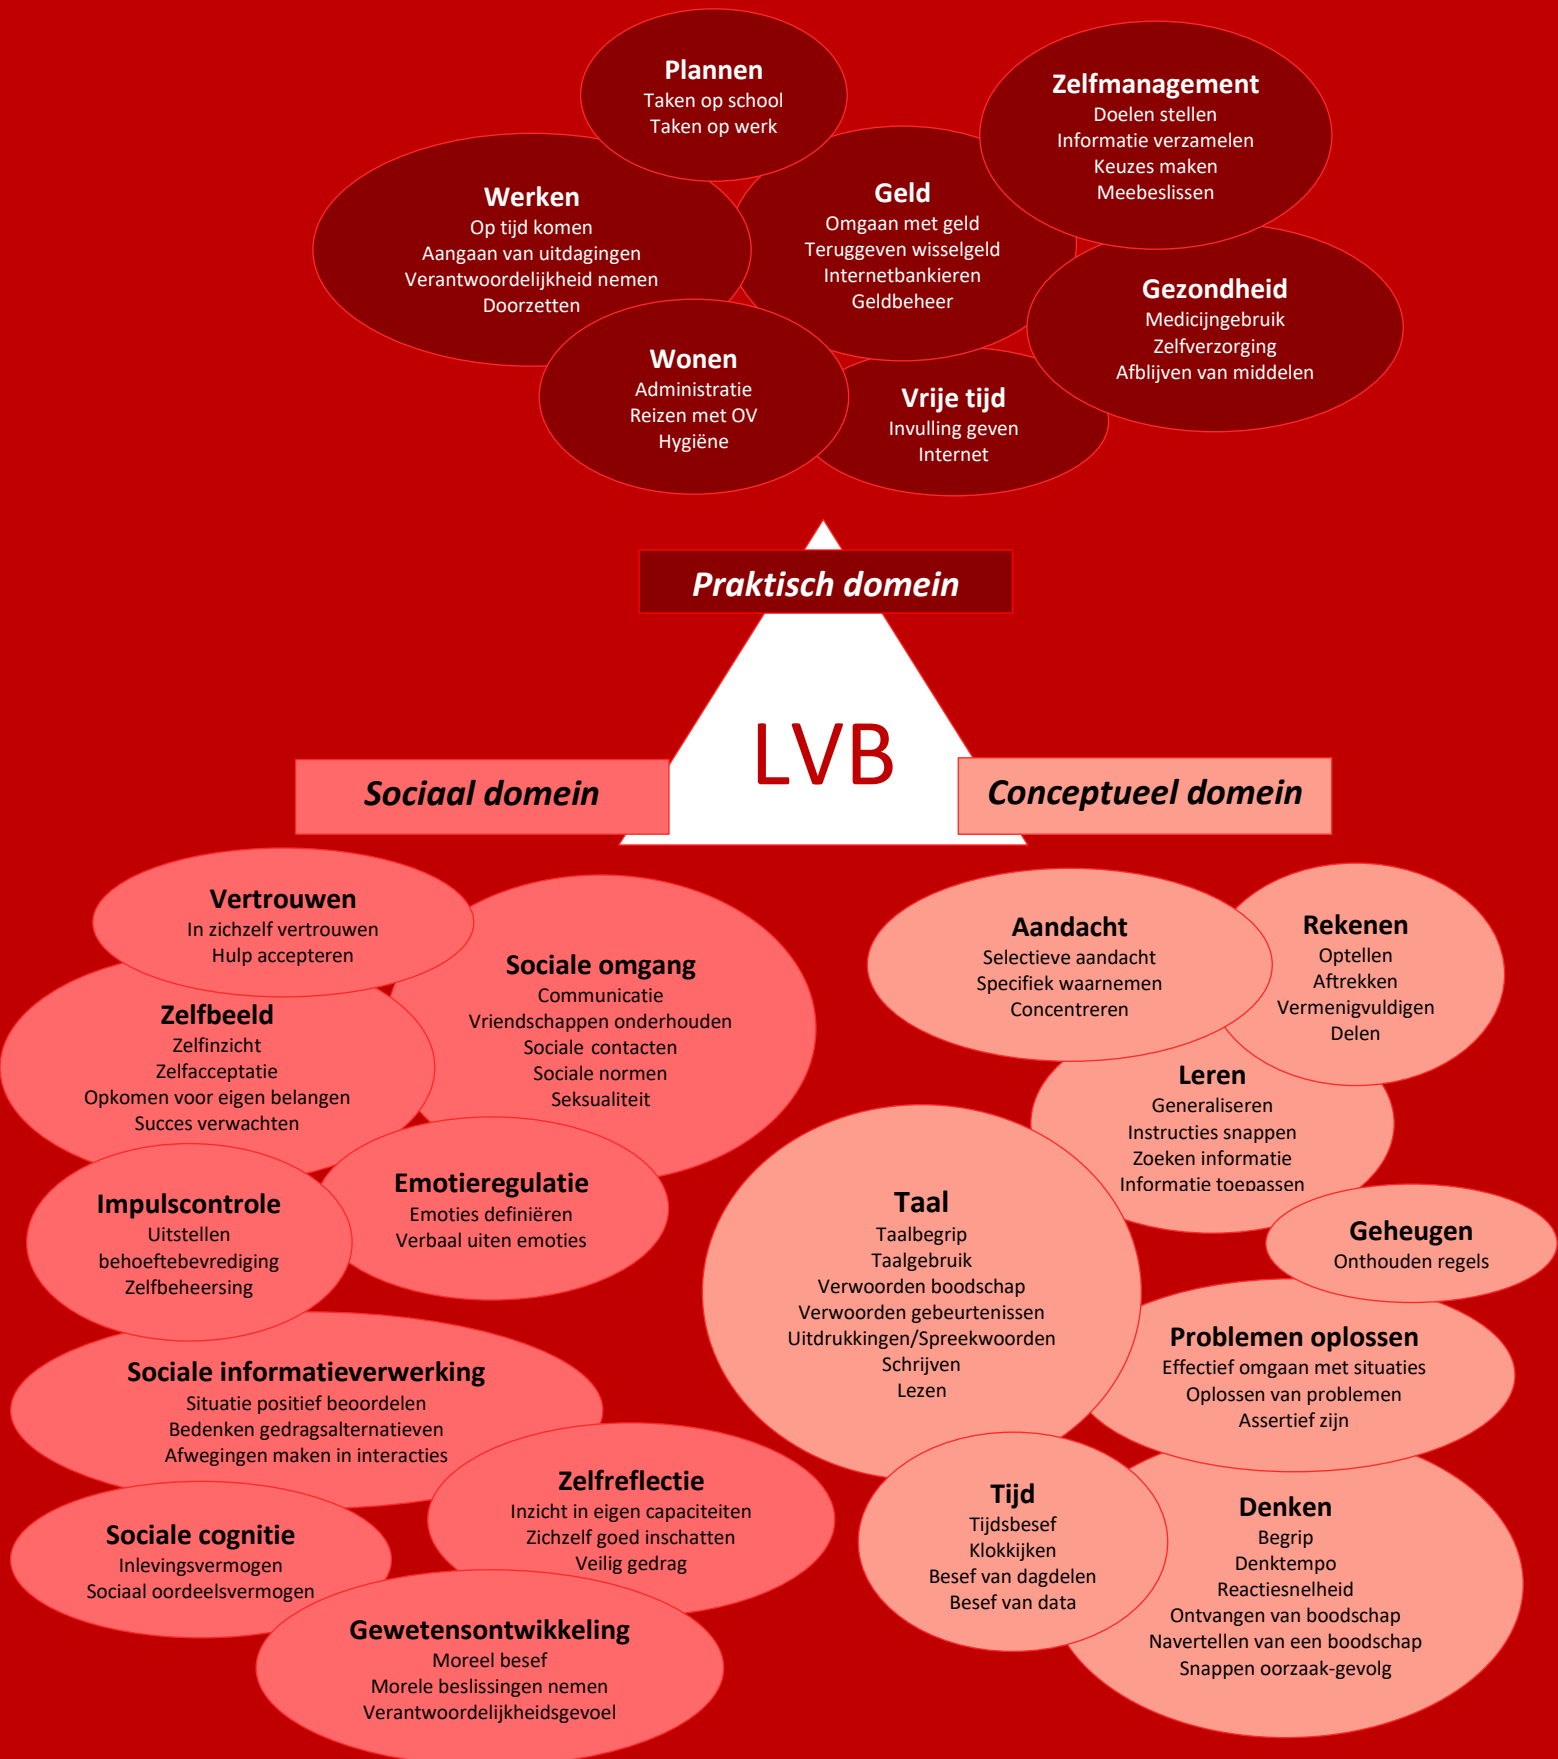 Plannen
Taken op school
Taken op werk
Zelfmanagement
Doelen stellen
Informatie verzamelen
Keuzes maken
Meebeslissen
Werken
Op tijd komen
Aangaan van uitdagingen
Verantwoordelijkheid nemen
Doorzetten
Geld
Omgaan met geld
Teruggeven wisselgeld
Internetbankieren
Geldbeheer
Gezondheid
Medicijngebruik
Zelfverzorging
Afblijven van middelen
Wonen
Administratie
Reizen met OV
Hygiëne
Vrije tijd
Invulling geven
Internet
Praktisch domein
LVB
Sociaal domein
Conceptueel domein
Vertrouwen
In zichzelf vertrouwen
Hulp accepteren
Sociale omgang
Communicatie
Vriendschappen onderhouden
Sociale contacten
Sociale normen
Seksualiteit
Zelfbeeld
Zelfinzicht
Zelfacceptatie
Opkomen voor eigen belangen
Succes verwachten
Emotieregulatie
Emoties definiëren
Verbaal uiten emoties
Impulscontrole
Uitstellen
behoeftebevrediging
Zelfbeheersing
Sociale informatieverwerking
Situatie positief beoordelen
Bedenken gedragsalternatieven
Afwegingen maken in interacties
Zelfreflectie
Inzicht in eigen capaciteiten
Zichzelf goed inschatten
Veilig gedrag
Sociale cognitie
Inlevingsvermogen
Sociaal oordeelsvermogen
Gewetensontwikkeling
Moreel besef
Morele beslissingen nemen
Verantwoordelijkheidsgevoel
Aandacht
Selectieve aandacht
Specifiek waarnemen
Concentreren
Rekenen
Optellen
Aftrekken
Vermenigvuldigen
Delen
Leren
Generaliseren
Instructies snappen
Zoeken informatie
Informatie toepassen
Taal
Taalbegrip
Taalgebruik
Verwoorden boodschap
Verwoorden gebeurtenissen
Uitdrukkingen/Spreekwoorden
Schrijven
Lezen
Geheugen
Onthouden regels
Problemen oplossen
Effectief omgaan met situaties
Oplossen van problemen
Assertief zijn
Tijd
Tijdsbesef
Klokkijken
Besef van dagdelen
Besef van data
Denken
Begrip
Denktempo
Reactiesnelheid
Ontvangen van boodschap
Navertellen van een boodschap
Snappen oorzaak-gevolg